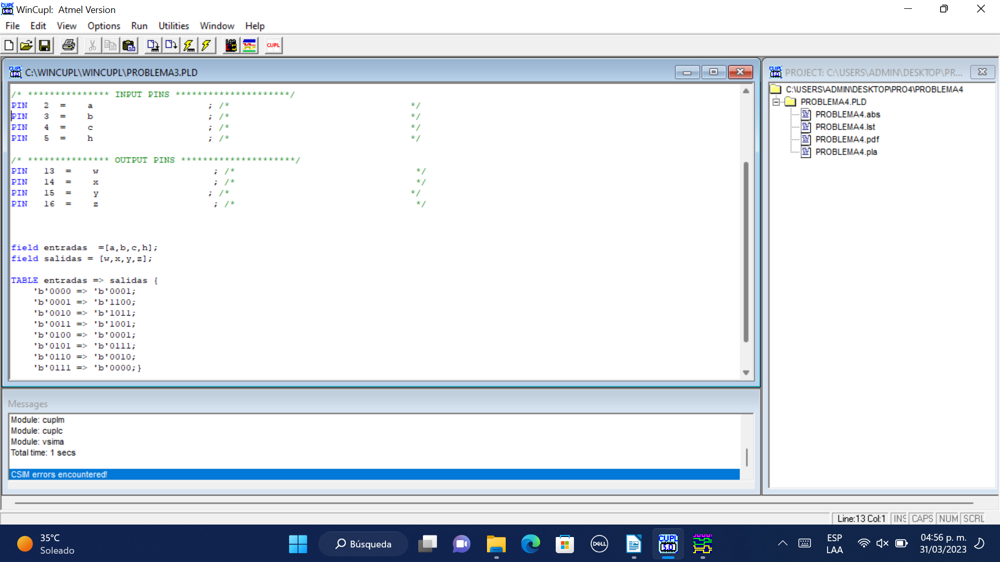 WinCupl: Atmel Version
File Edit View Options Run Utilities Window Help
CUPL
C:\WINCUPL\WINCUPL\PROBLEMA3.PLD
/* *************** INPUT PINS *********************/
PIN 2 = a ; /* */
PIN 3 = b ; /* */
PIN 4 = c ; /* */
PIN 5 = h ; /* */
/* *************** OUTPUT PINS *********************/
PIN 13 = w ; /* */
PIN 14 = x ; /* */
PIN 15 = y ; /* */
PIN 16 = z ; /* */
field entradas =[a,b,c,h];
field salidas = [w,x,y,z];
TABLE entradas => salidas {
'b'0000 => 'b'0001;
'b'0001 => 'b'1100;
'b'0010 => 'b'1011;
'b'0011 => 'b'1001;
'b'0100 => 'b'0001;
'b'0101 => 'b'0111;
'b'0110 => 'b'0010;
'b'0111 => 'b'0000;}
PROJECT: C:\USERS\ADMIN\DESKTOP\PR...
C:\USERS\ADMIN\DESKTOP\PRO4\PROBLEMA4
PROBLEMA4.PLD
PROBLEMA4.abs
PROBLEMA4.lst
PROBLEMA4.pdf
PROBLEMA4.pla
Messages
Module: cuplm
Module: cuplc
Module: vsima
Total time: 1 secs
CSIM errors encountered!
Line:13 Col:1 INS CAPS NUM SCRL
35°C
Soleado
Búsqueda
DELL
CUPL
5.0
ESP
LAA
04:56 p. m.
31/03/2023